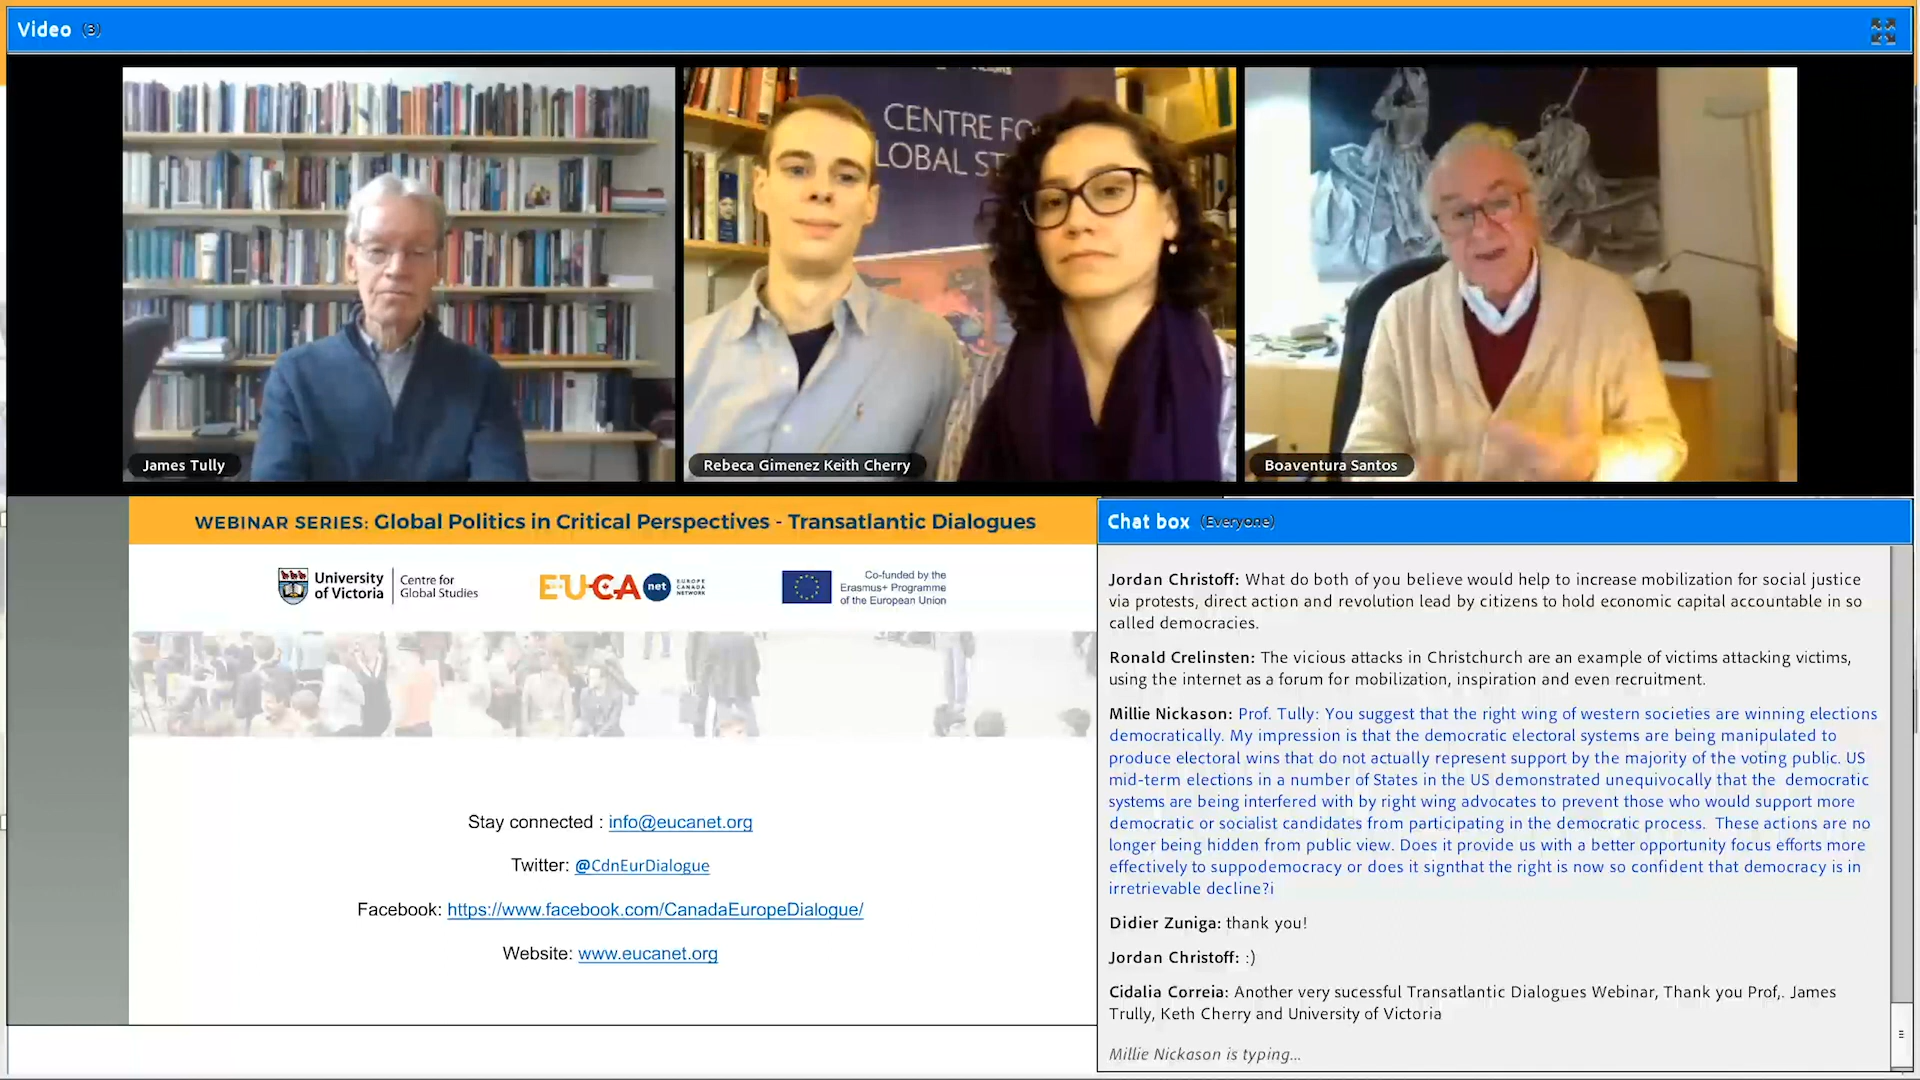 Video (3)
CENTRE FO
LOBAL ST
James Tully
Rebeca Gimenez Keith Cherry
Boaventura Santos
WEBINAR SERIES: Global Politics in Critical Perspectives - Transatlantic Dialogues
University
of Victoria
Centre for
Global Studies
EUCA net
EUROPE
CANADA
NETWORK
Co-funded by the
Erasmus+ Programme
of the European Union
Stay connected : info@eucanet.org
Twitter: @CdnEurDialogue
Facebook: https://www.facebook.com/CanadaEuropeDialogue/
Website: www.eucanet.org
Chat box (Everyone)
Jordan Christoff: What do both of you believe would help to increase mobilization for social justice
via protests, direct action and revolution lead by citizens to hold economic capital accountable in so
called democracies.
Ronald Crelinsten: The vicious attacks in Christchurch are an example of victims attacking victims,
using the internet as a forum for mobilization, inspiration and even recruitment.
Millie Nickason: Prof. Tully: You suggest that the right wing of western societies are winning elections
democratically. My impression is that the democratic electoral systems are being manipulated to
produce electoral wins that do not actually represent support by the majority of the voting public. US
mid-term elections in a number of States in the US demonstrated unequivocally that the democratic
systems are being interfered with by right wing advocates to prevent those who would support more
democratic or socialist candidates from participating in the democratic process. These actions are no
longer being hidden from public view. Does it provide us with a better opportunity focus efforts more
effectively to suppodemocracy or does it signthat the right is now so confident that democracy is in
irretrievable decline?i
Didier Zuniga: thank you!
Jordan Christoff: :)
Cidalia Correia: Another very sucessful Transatlantic Dialogues Webinar, Thank you Prof,. James
Trully, Keth Cherry and University of Victoria
Millie Nickason is typing...